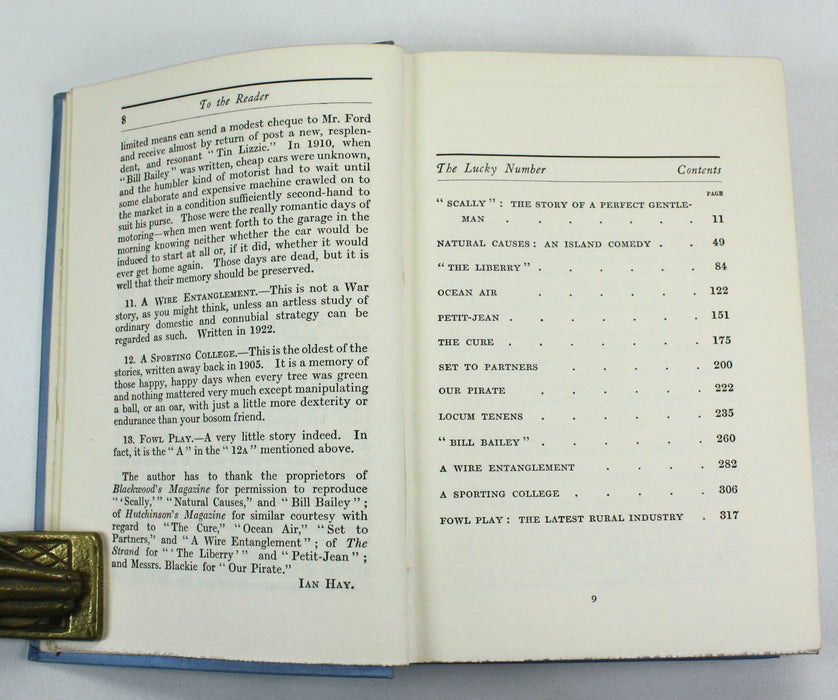 8
To the Reader
limited means can send a modest cheque to Mr. Ford
and receive almost by return of post a new, resplen-
dent, and resonant "Tin Lizzie." In 1910, when
"Bill Bailey" was written, cheap cars were unknown,
and the humbler kind of motorist had to wait until
some elaborate and expensive machine crawled on to
the market in a condition sufficiently second-hand to
suit his purse. Those were the really romantic days of
motoring—when men went forth to the garage in the
morning knowing neither whether the car would be
induced to start at all or, if it did, whether it would
ever get home again. Those days are dead, but it is
well that their memory should be preserved.
11. A Wire Entanglement.—This is not a War
story, as you might think, unless an artless study of
ordinary domestic and connubial strategy can be
regarded as such. Written in 1922.
12. A Sporting College.—This is the oldest of the
stories, written away back in 1905. It is a memory of
those happy, happy days when every tree was green
and nothing mattered very much except manipulating
a ball, or an oar, with just a little more dexterity or
endurance than your bosom friend.
13. Fowl Play.—A very little story indeed. In
fact, it is the "A" in the "12A" mentioned above.
The author has to thank the proprietors of
Blackwood's Magazine for permission to reproduce
"'Scally,'" "Natural Causes," and "Bill Bailey";
of Hutchinson's Magazine for similar courtesy with
regard to "The Cure," "Ocean Air," "Set to
Partners," and "A Wire Entanglement"; of The
Strand for "'The Liberry'" and "Petit-Jean";
and Messrs. Blackie for "Our Pirate."
Ian Hay.
The Lucky Number Contents
PAGE
"SCALLY": THE STORY OF A PERFECT GENTLE-
MAN . . . . . . . 11
NATURAL CAUSES: AN ISLAND COMEDY . . 49
"THE LIBERRY" . . . . . . 84
OCEAN AIR . . . . . . 122
PETIT-JEAN . . . . . . . 151
THE CURE . . . . . . . 175
SET TO PARTNERS . . . . . 200
OUR PIRATE . . . . . . 222
LOCUM TENENS . . . . . . 235
"BILL BAILEY" . . . . . . 260
A WIRE ENTANGLEMENT . . . . 282
A SPORTING COLLEGE . . . . . 306
FOWL PLAY: THE LATEST RURAL INDUSTRY . 317
9